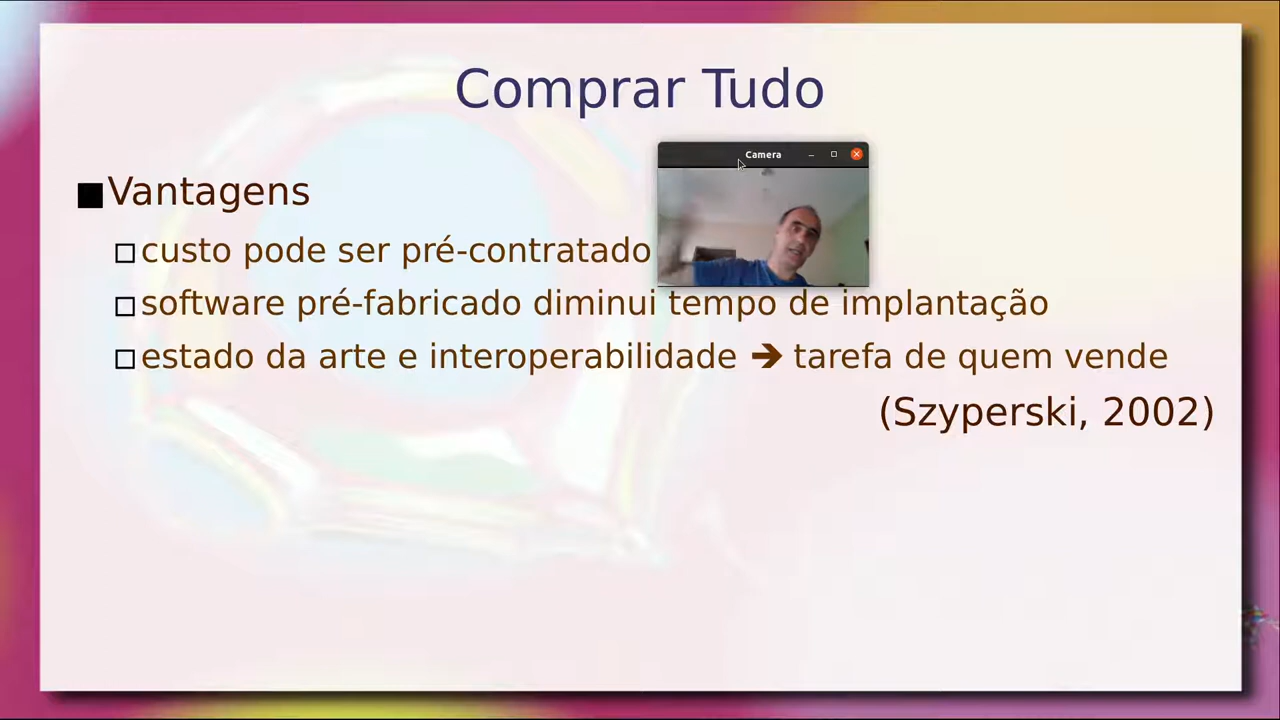 Comprar Tudo
Camera
Vantagens
custo pode ser pré-contratado
software pré-fabricado diminui tempo de implantação
estado da arte e interoperabilidade ➔ tarefa de quem vende
(Szyperski, 2002)